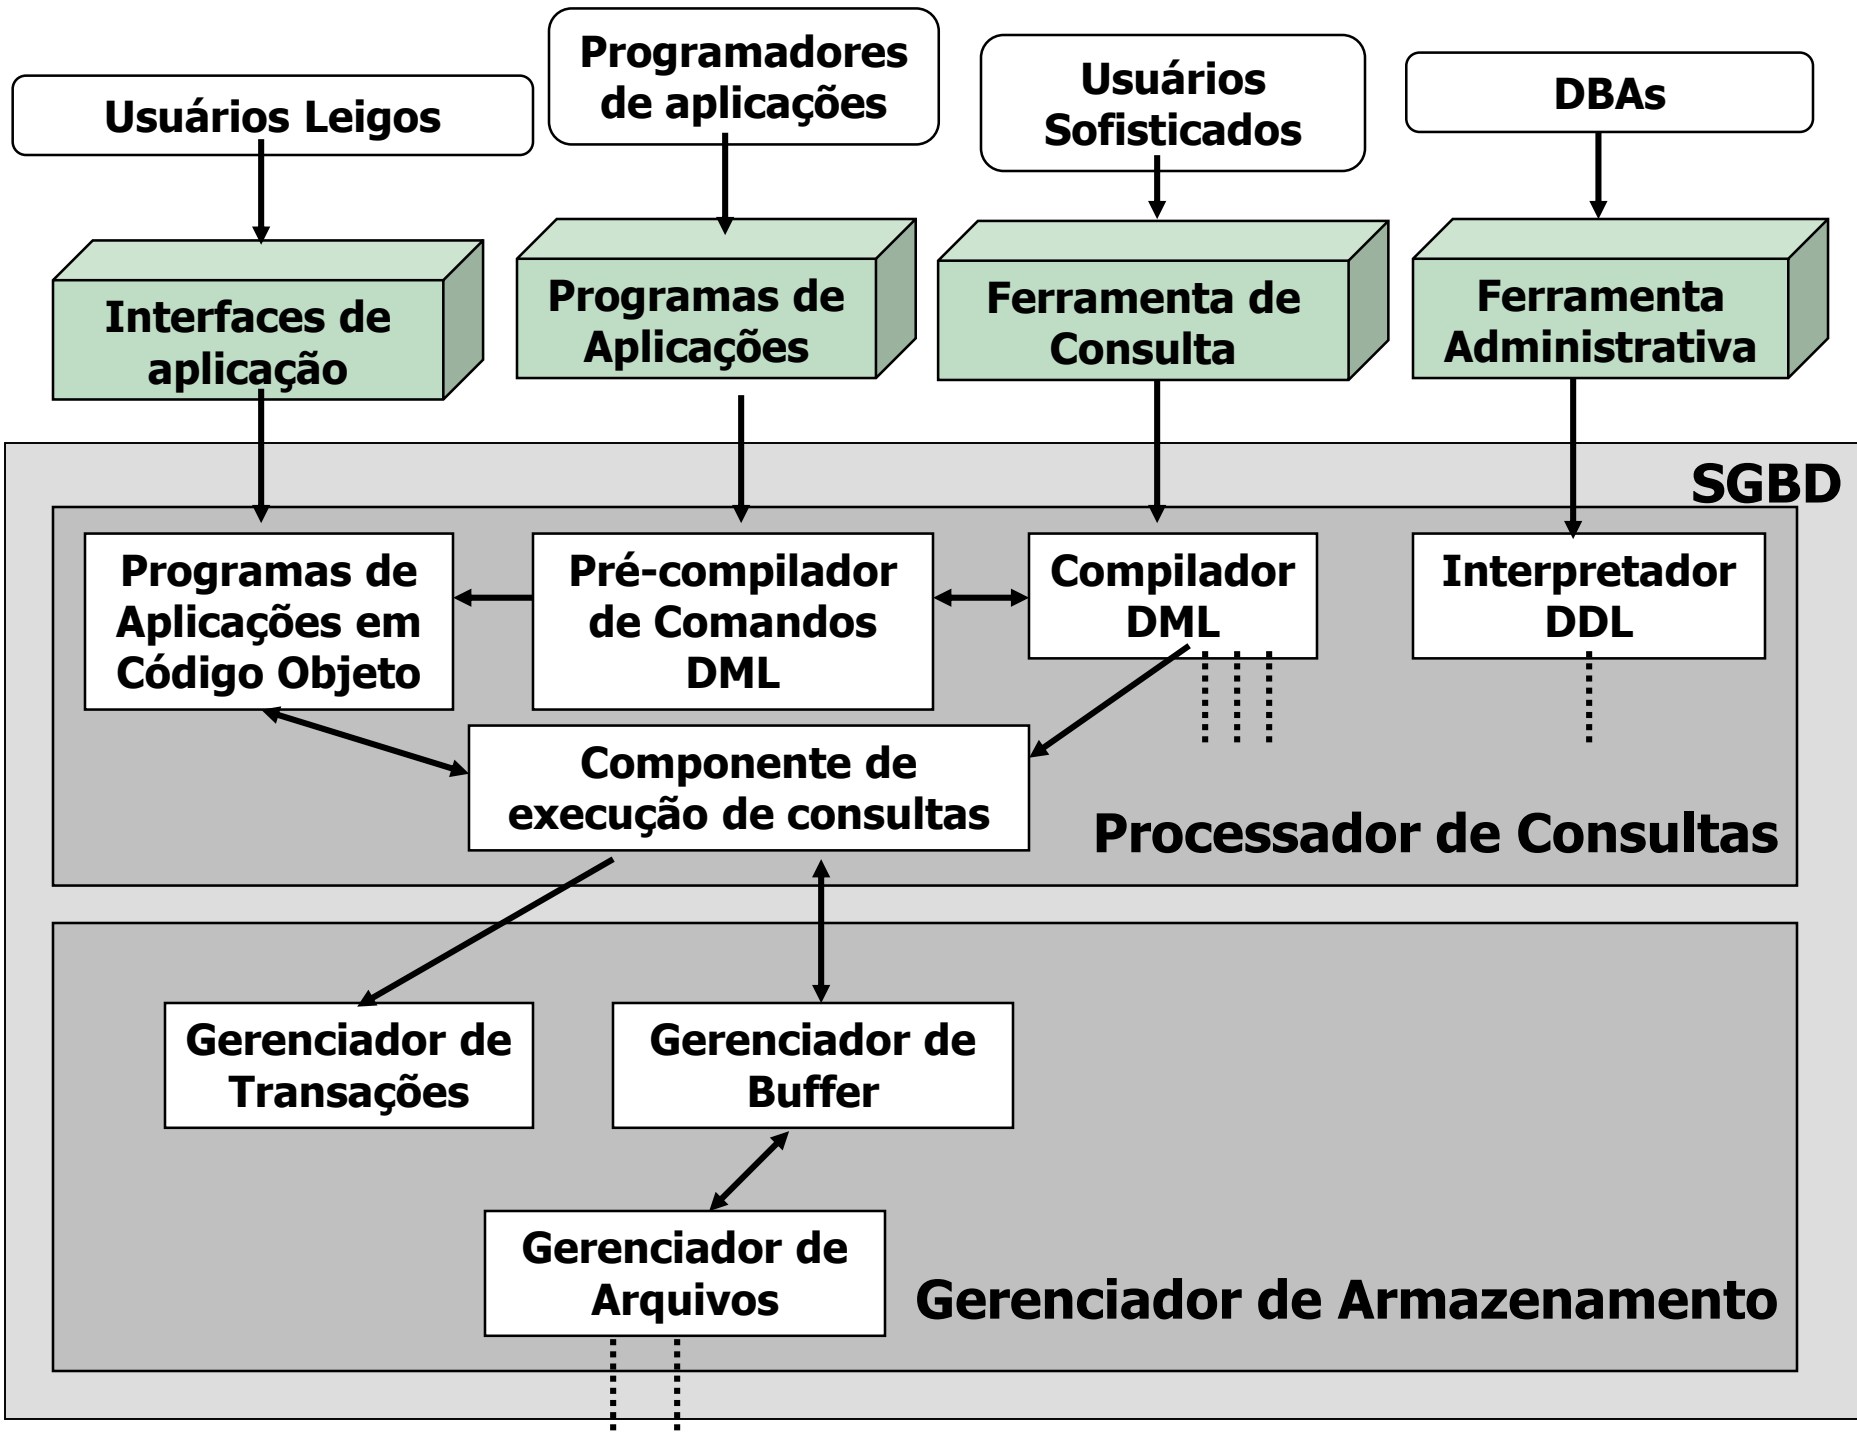 Usuários Leigos
Programadores
de aplicações
Usuários
Sofisticados
DBAs
Interfaces de
aplicação
Programas de
Aplicações
Ferramenta de
Consulta
Ferramenta
Administrativa
SGBD
Programas de
Aplicações em
Código Objeto
Pré-compilador
de Comandos
DML
Compilador
DML
Interpretador
DDL
Componente de
execução de consultas
Processador de Consultas
Gerenciador de
Transações
Gerenciador de
Buffer
Gerenciador de
Arquivos
Gerenciador de Armazenamento